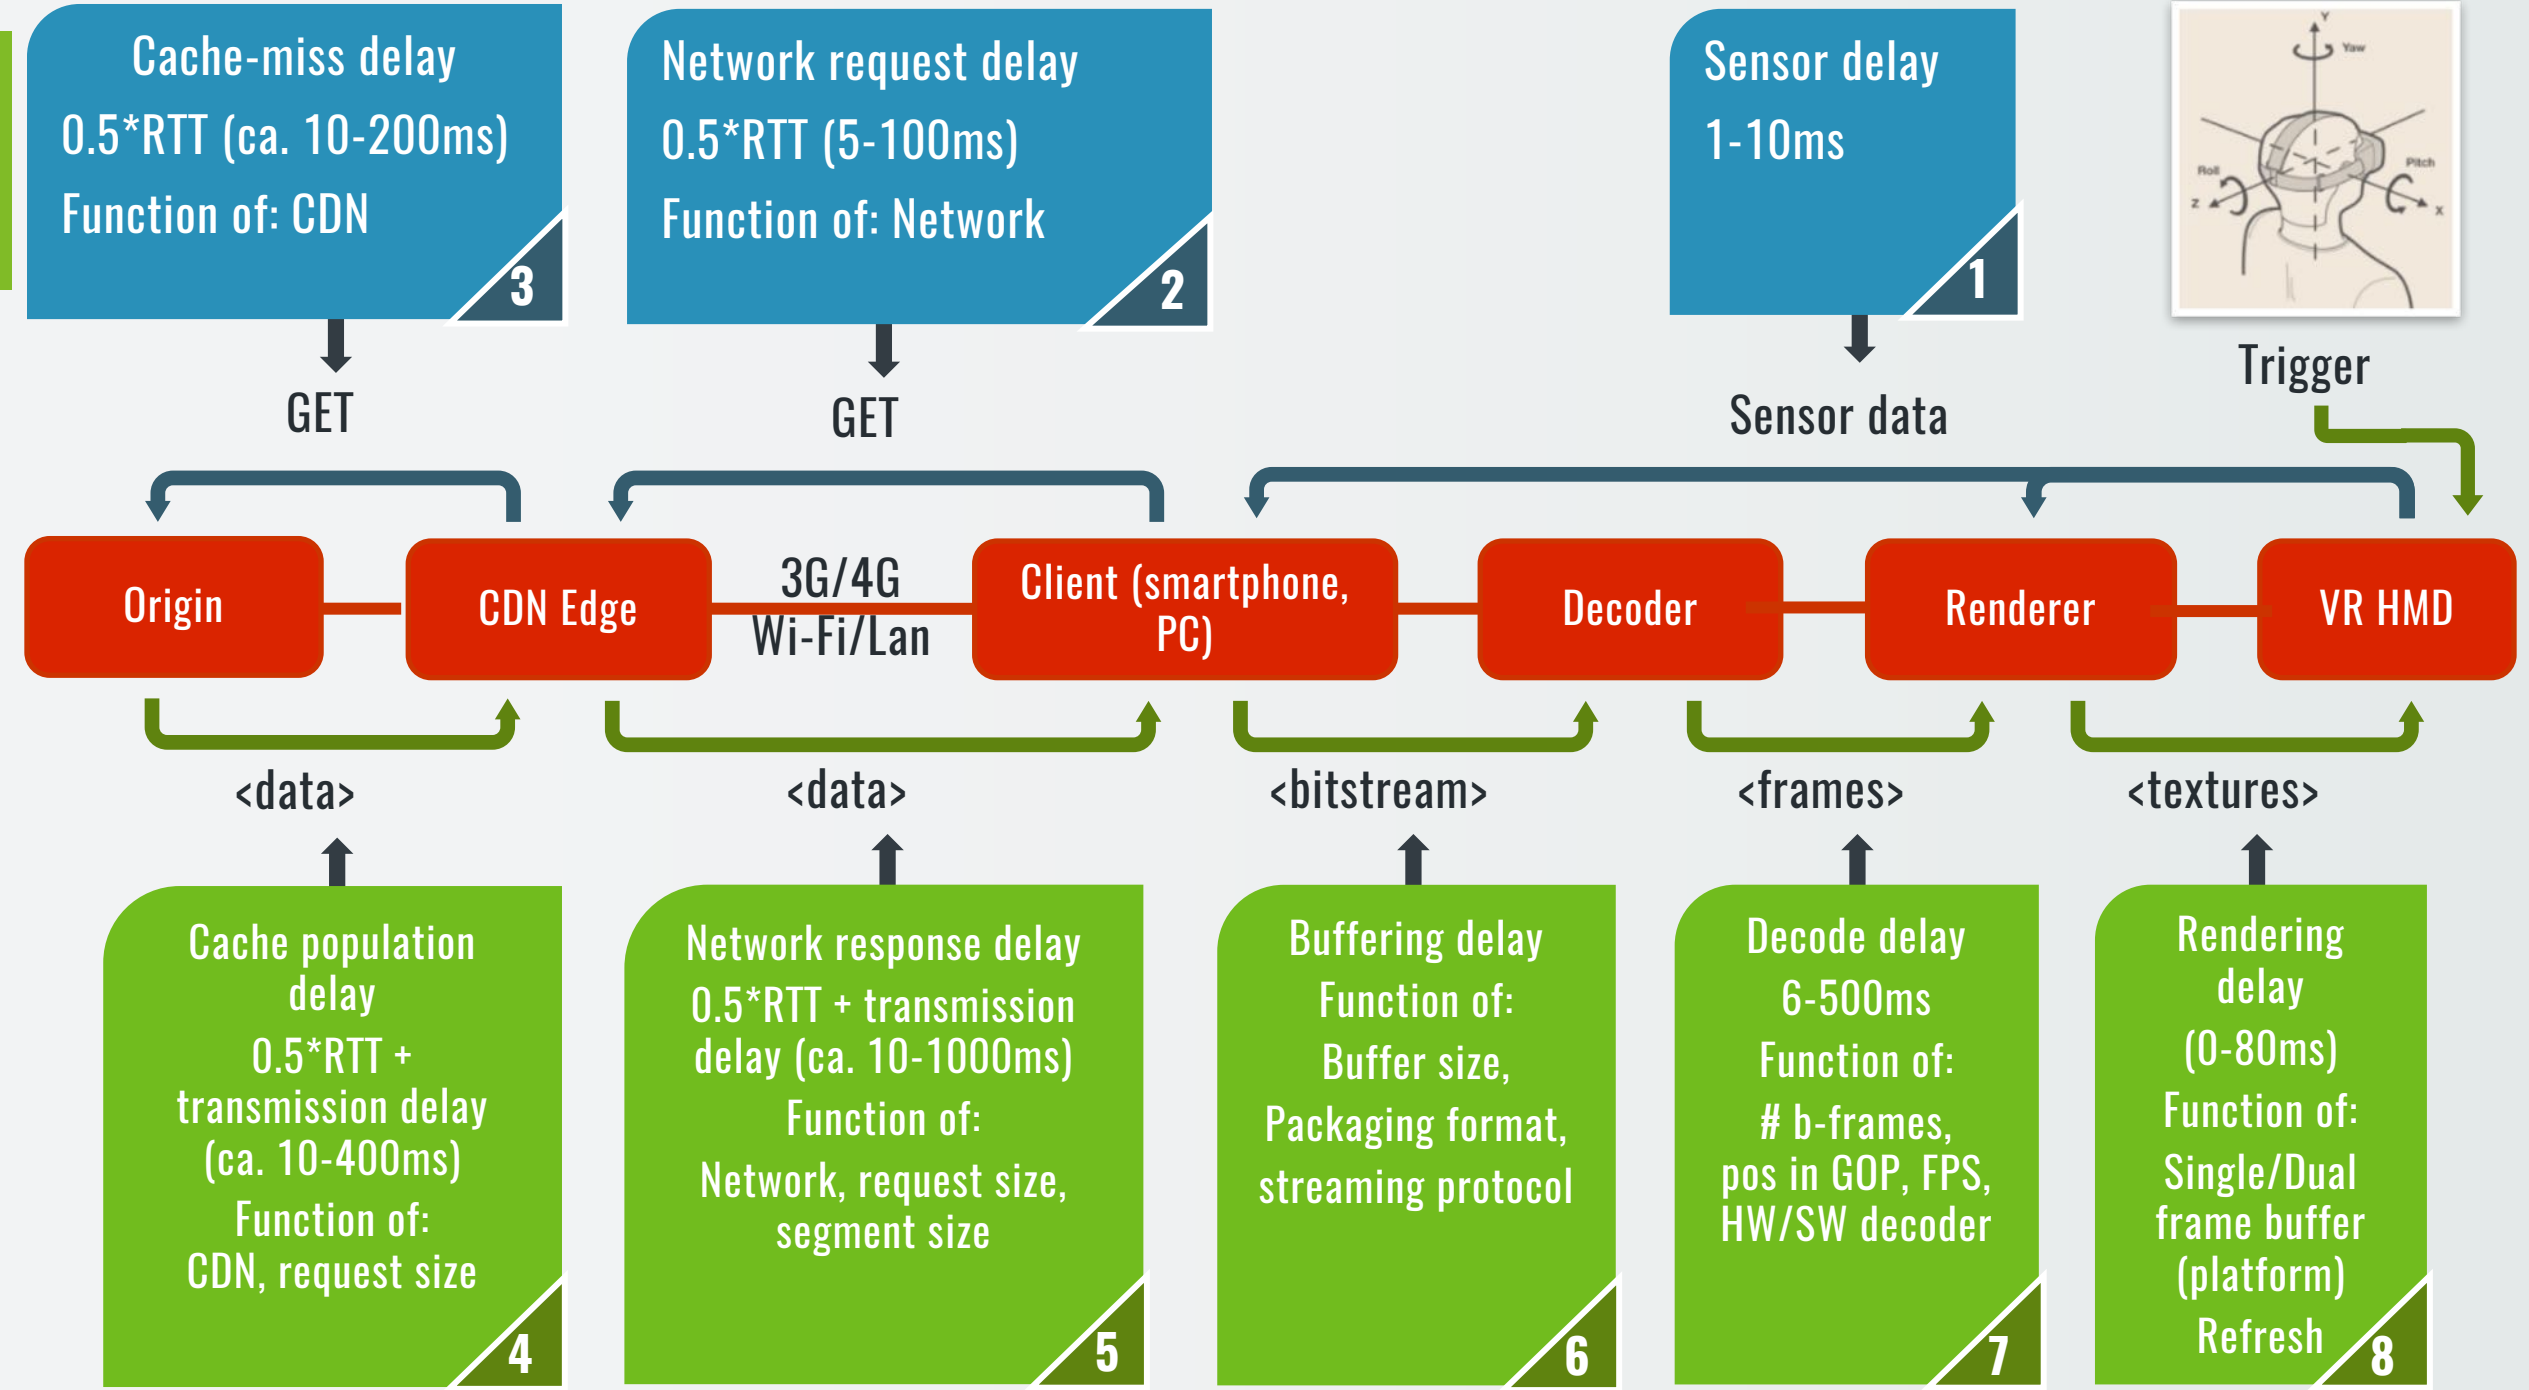 Cache-miss delay
0.5*RTT (ca. 10-200ms)
Function of: CDN
3
Network request delay
0.5*RTT (5-100ms)
Function of: Network
2
Sensor delay
1-10ms
1
Y
Yaw
Roll
Z
Pitch
X
Trigger
GET
GET
Sensor data
Origin
CDN Edge
3G/4G
Wi-Fi/Lan
Client (smartphone,
PC)
Decoder
Renderer
VR HMD
<data>
<data>
<bitstream>
<frames>
<textures>
Cache population
delay
0.5*RTT +
transmission delay
(ca. 10-400ms)
Function of:
CDN, request size
4
Network response delay
0.5*RTT + transmission
delay (ca. 10-1000ms)
Function of:
Network, request size,
segment size
5
Buffering delay
Function of:
Buffer size,
Packaging format,
streaming protocol
6
Decode delay
6-500ms
Function of:
# b-frames,
pos in GOP, FPS,
HW/SW decoder
7
Rendering
delay
(0-80ms)
Function of:
Single/Dual
frame buffer
(platform)
Refresh
8